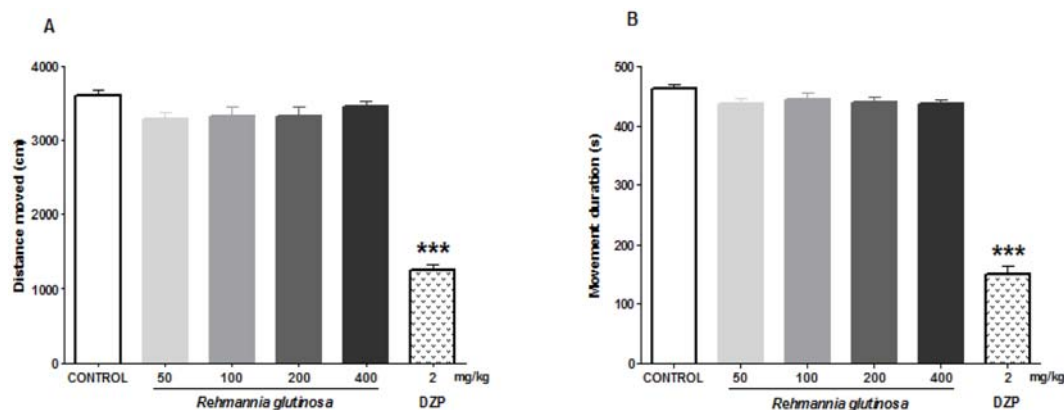 A
Distance moved (cm)
4000
3000
2000
1000
0
***
CONTROL 50 100 200 400 2 mg/kg
Rehmannia glutinosa DZP
B
Movement duration (s)
500
400
300
200
100
0
***
CONTROL 50 100 200 400 2 mg/kg
Rehmannia glutinosa DZP